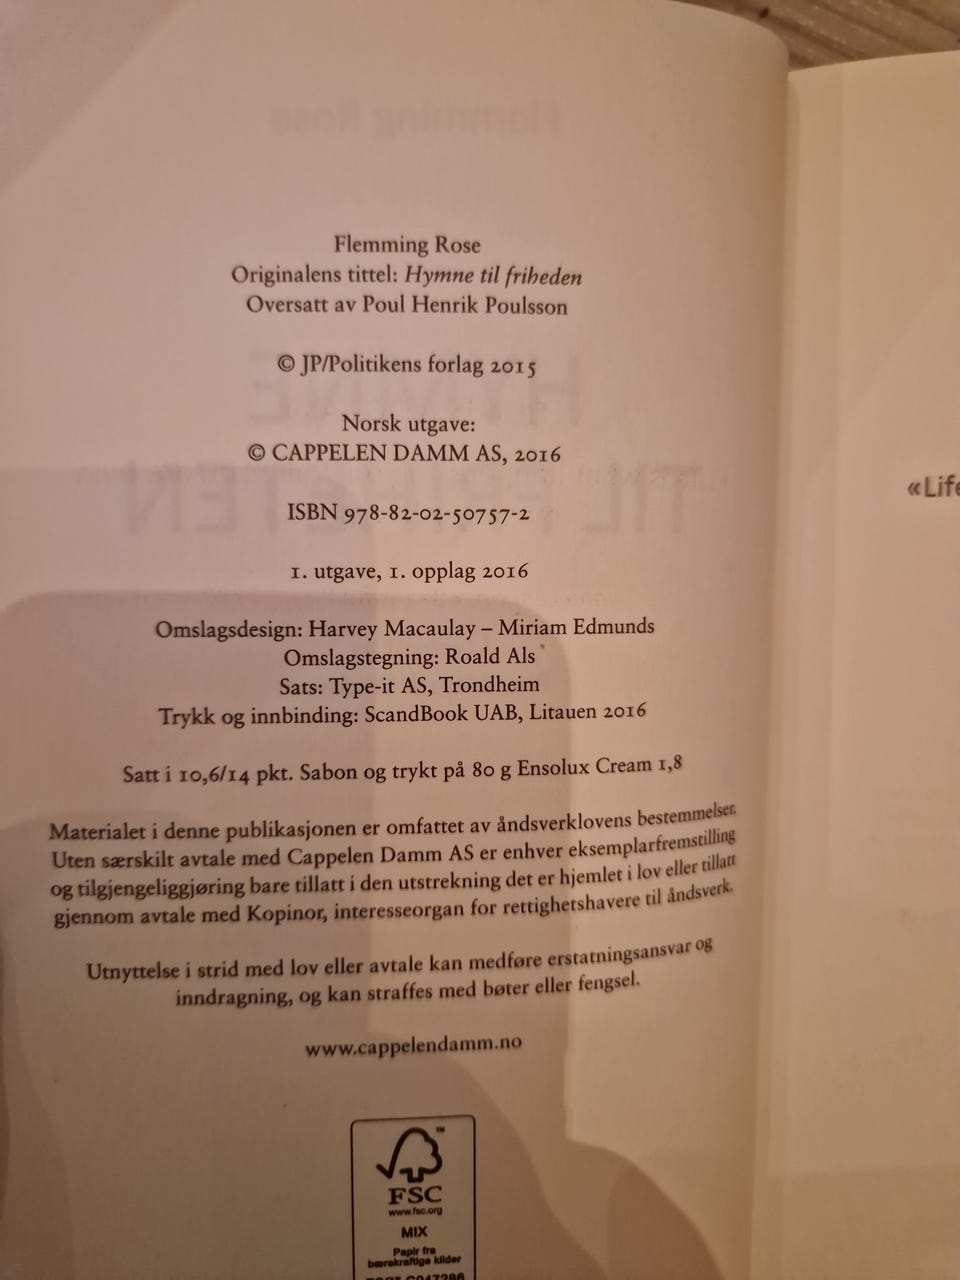 Flemming Rose
Originalens tittel: Hymne til friheden
Oversatt av Poul Henrik Poulsson
© JP/Politikens forlag 2015
Norsk utgave:
© CAPPELEN DAMM AS, 2016
«Life
ISBN 978-82-02-50757-2
1. utgave, 1. opplag 2016
Omslagsdesign: Harvey Macaulay – Miriam Edmunds
Omslagstegning: Roald Als
Sats: Type-it AS, Trondheim
Trykk og innbinding: ScandBook UAB, Litauen 2016
Satt i 10,6/14 pkt. Sabon og trykt på 80 g Ensolux Cream 1,8
Materialet i denne publikasjonen er omfattet av åndsverklovens bestemmelser.
Uten særskilt avtale med Cappelen Damm AS er enhver eksemplarfremstilling
og tilgjengeliggjøring bare tillatt i den utstrekning det er hjemlet i lov eller tillatt
gjennom avtale med Kopinor, interesseorgan for rettighetshavere til åndsverk.
Utnyttelse i strid med lov eller avtale kan medføre erstatningsansvar og
inndragning, og kan straffes med bøter eller fengsel.
www.cappelendamm.no
FSC
www.fsc.org
MIX
Papir fra
bærekraftige kilder
FSC® C047286